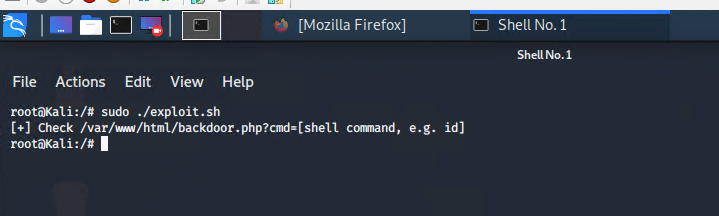 [Mozilla Firefox]
Shell No. 1
Shell No. 1
File Actions Edit View Help
root@Kali:/# sudo ./exploit.sh
[+] Check /var/www/html/backdoor.php?cmd=[shell command, e.g. id]
root@Kali:/#